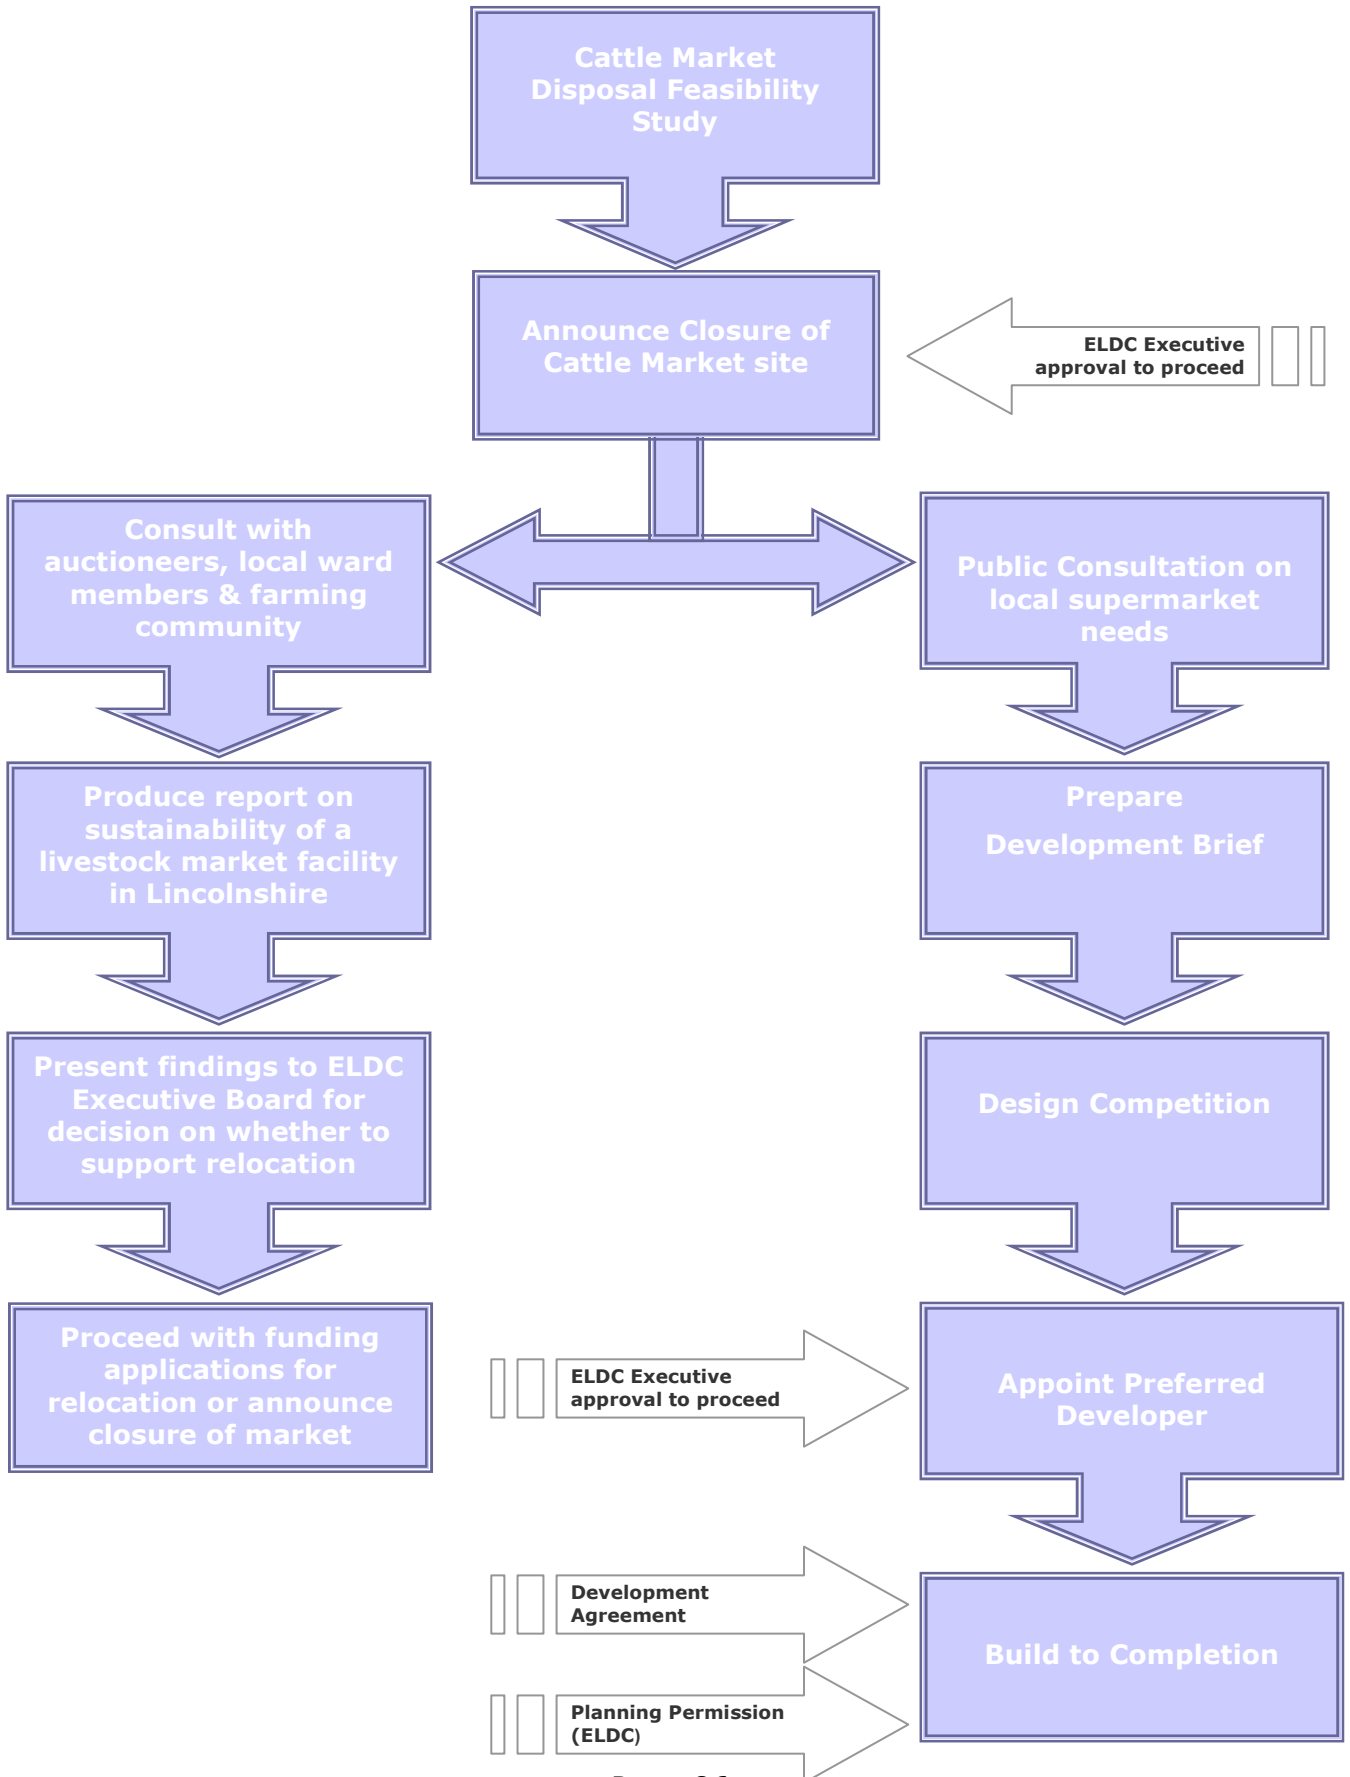 Cattle Market
Disposal Feasibility
Study
Announce Closure of
Cattle Market site
ELDC Executive
approval to proceed
Consult with
auctioneers, local ward
members & farming
community
Public Consultation on
local supermarket
needs
Produce report on
sustainability of a
livestock market facility
in Lincolnshire
Prepare
Development Brief
Present findings to ELDC
Executive Board for
decision on whether to
support relocation
Design Competition
Proceed with funding
applications for
relocation or announce
closure of market
ELDC Executive
approval to proceed
Appoint Preferred
Developer
Development
Agreement
Build to Completion
Planning Permission
(ELDC)